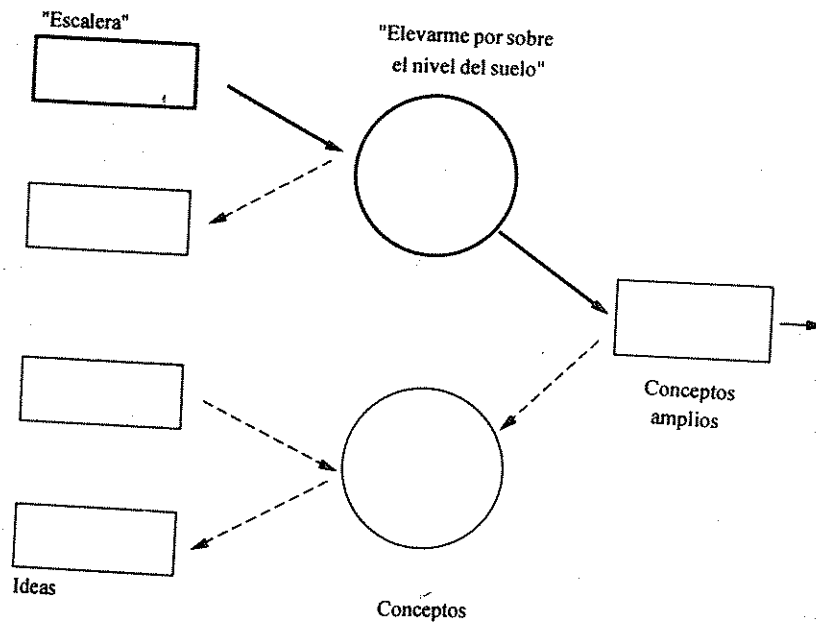 "Escalera"
"Elevarme por sobre
el nivel del suelo"
Conceptos
amplios
Ideas
Conceptos